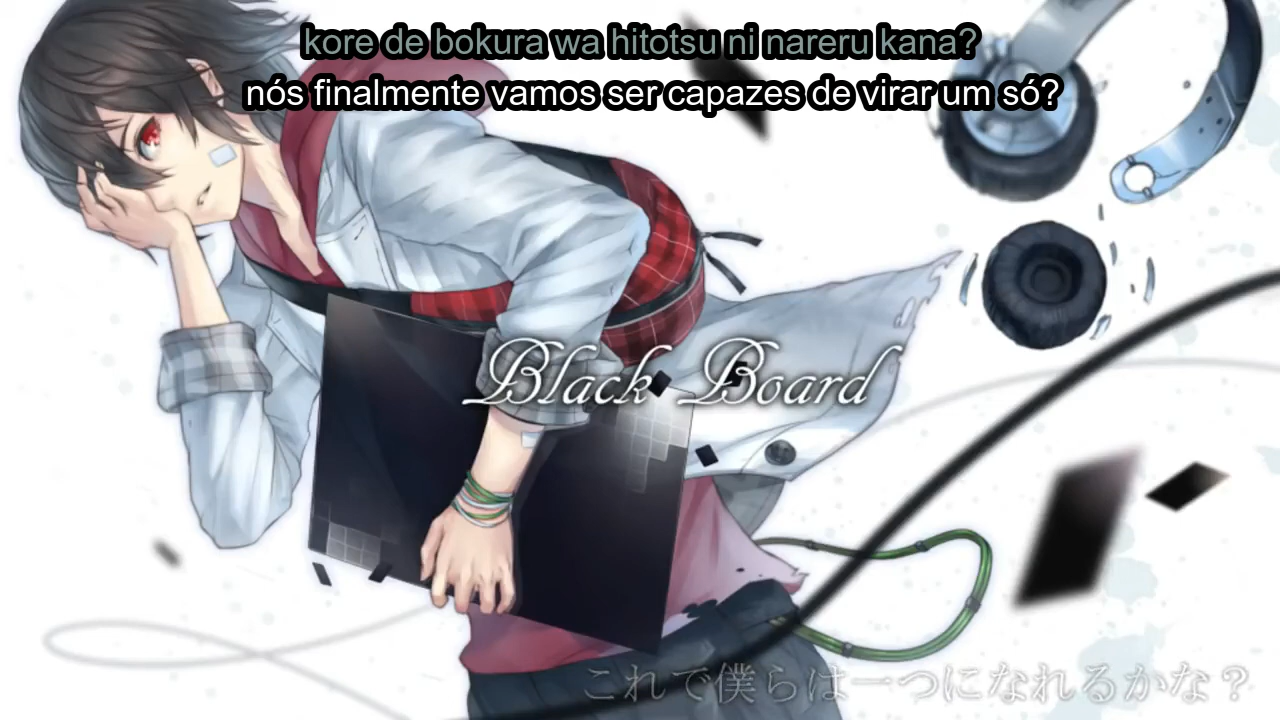 kore de bokura wa hitotsu ni nareru kana?
nós finalmente vamos ser capazes de virar um só?
Black Board
これで僕らは一つになれるかな？